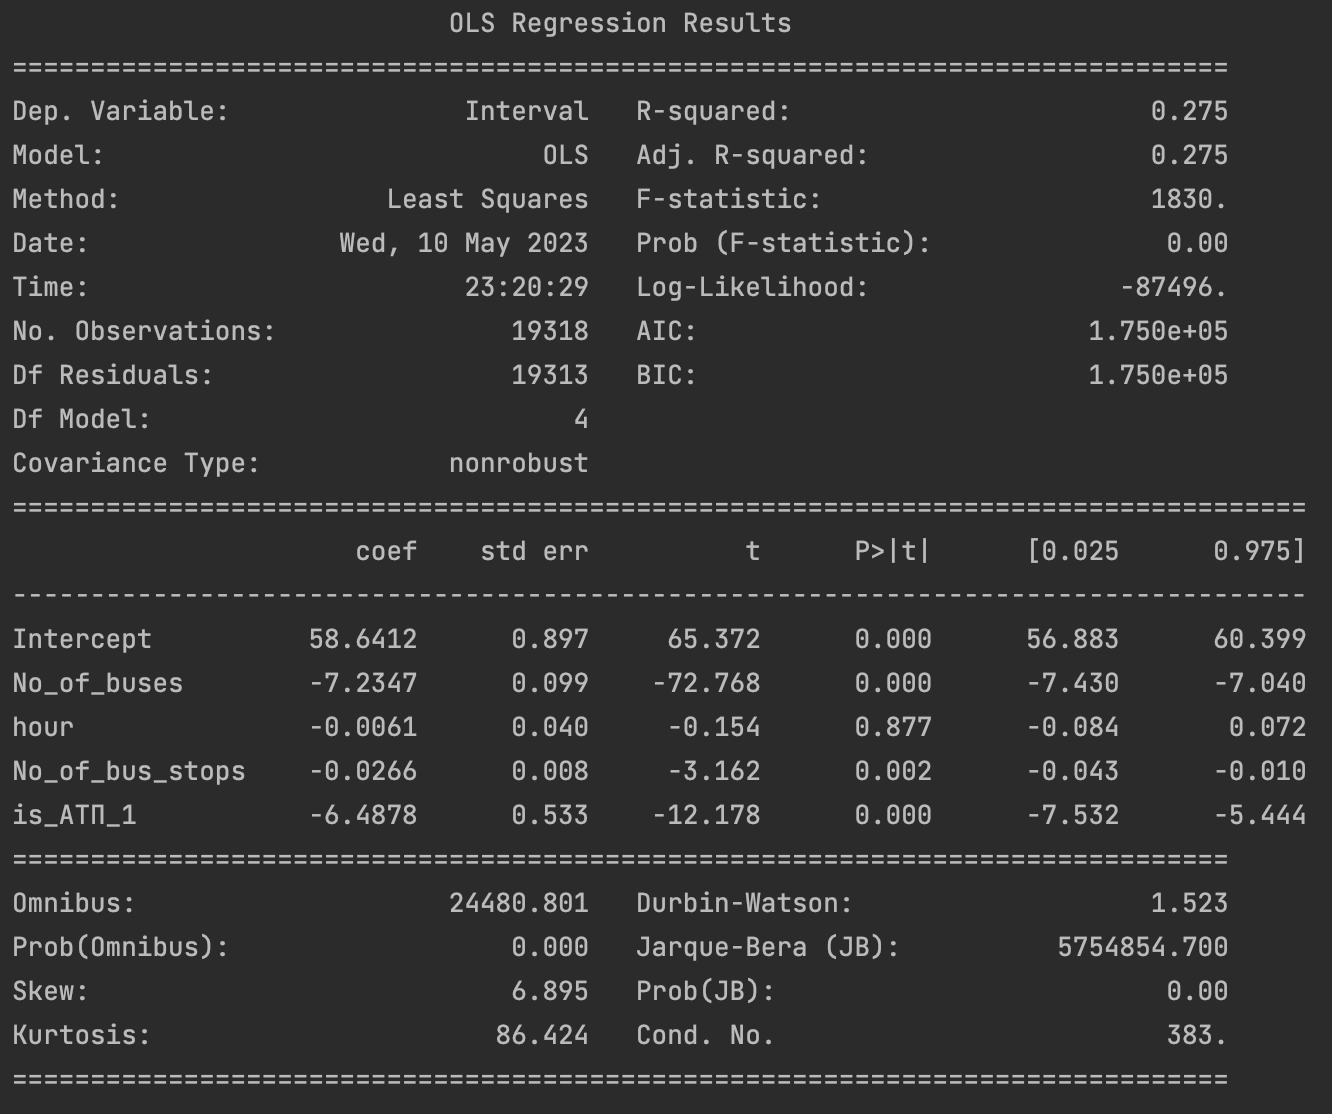 OLS Regression Results
==============================================================================
Dep. Variable: Interval R-squared: 0.275
Model: OLS Adj. R-squared: 0.275
Method: Least Squares F-statistic: 1830.
Date: Wed, 10 May 2023 Prob (F-statistic): 0.00
Time: 23:20:29 Log-Likelihood: -87496.
No. Observations: 19318 AIC: 1.750e+05
Df Residuals: 19313 BIC: 1.750e+05
Df Model: 4
Covariance Type: nonrobust
===================================================================================
coef std err t P>|t| [0.025 0.975]
-----------------------------------------------------------------------------------
Intercept 58.6412 0.897 65.372 0.000 56.883 60.399
No_of_buses -7.2347 0.099 -72.768 0.000 -7.430 -7.040
hour -0.0061 0.040 -0.154 0.877 -0.084 0.072
No_of_bus_stops -0.0266 0.008 -3.162 0.002 -0.043 -0.010
is_АТП_1 -6.4878 0.533 -12.178 0.000 -7.532 -5.444
==============================================================================
Omnibus: 24480.801 Durbin-Watson: 1.523
Prob(Omnibus): 0.000 Jarque-Bera (JB): 5754854.700
Skew: 6.895 Prob(JB): 0.00
Kurtosis: 86.424 Cond. No. 383.
==============================================================================